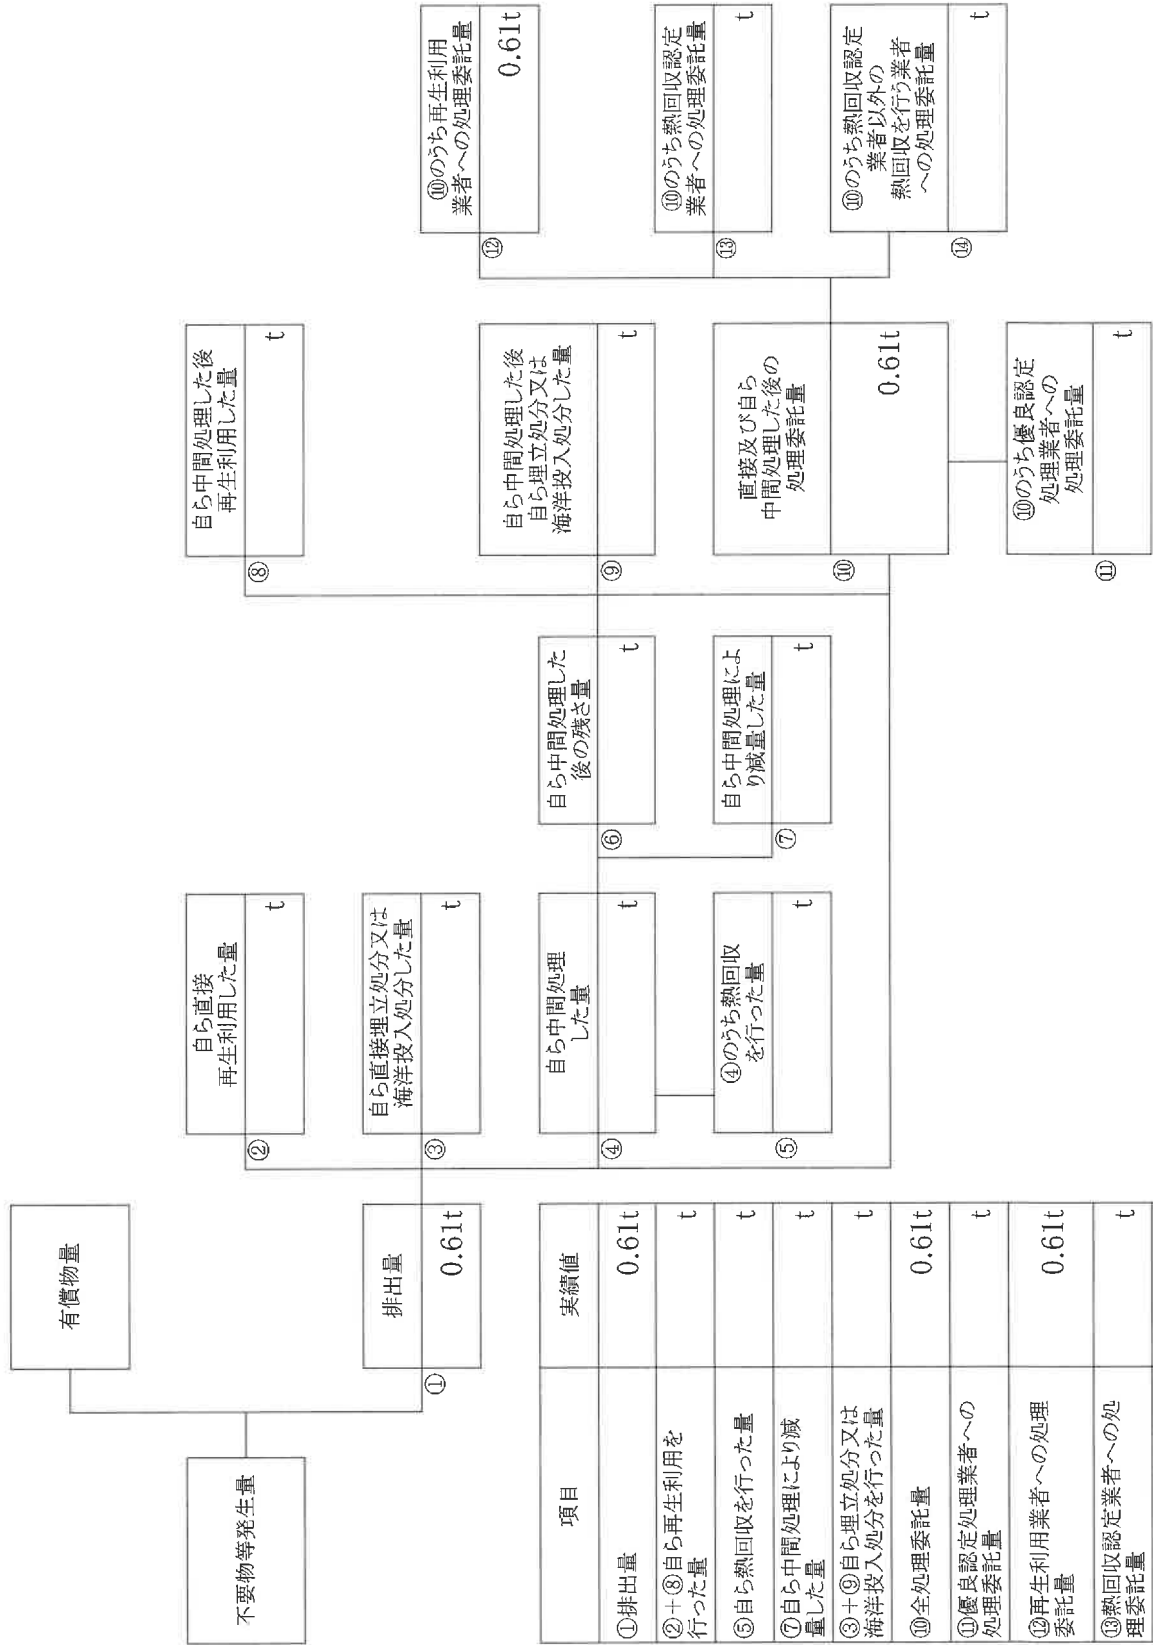 有償物量
不要物等発生量
排出量
①
0.61t
自ら直接
再生利用した量
②
t
自ら直接埋立処分又は
海洋投入処分した量
③
t
自ら中間処理
した量
④
t
④のうち熱回収
を行った量
⑤
t
自ら中間処理した
後の残さ量
⑥
t
自ら中間処理によ
り減量した量
⑦
t
自ら中間処理した後
再生利用した量
⑧
t
自ら中間処理した後
自ら埋立処分又は
海洋投入処分した量
⑨
t
直接及び自ら
中間処理した後の
処理委託量
⑩
0.61t
⑩のうち優良認定
処理業者への
処理委託量
⑪
t
⑩のうち再生利用
業者への処理委託量
⑫
0.61t
⑩のうち熱回収認定
業者への処理委託量
⑬
t
⑩のうち熱回収認定
業者以外の
熱回収を行う業者
への処理委託量
⑭
t
項目 実績値
①排出量 0.61t
②+⑧自ら再生利用を
行った量 t
⑤自ら熱回収を行った量 t
⑦自ら中間処理により減
量した量 t
③+⑨自ら埋立処分又は
海洋投入処分を行った量 t
⑩全処理委託量 0.61t
⑪優良認定処理業者への
処理委託量 t
⑫再生利用業者への処理
委託量 0.61t
⑬熱回収認定業者への処
理委託量 t